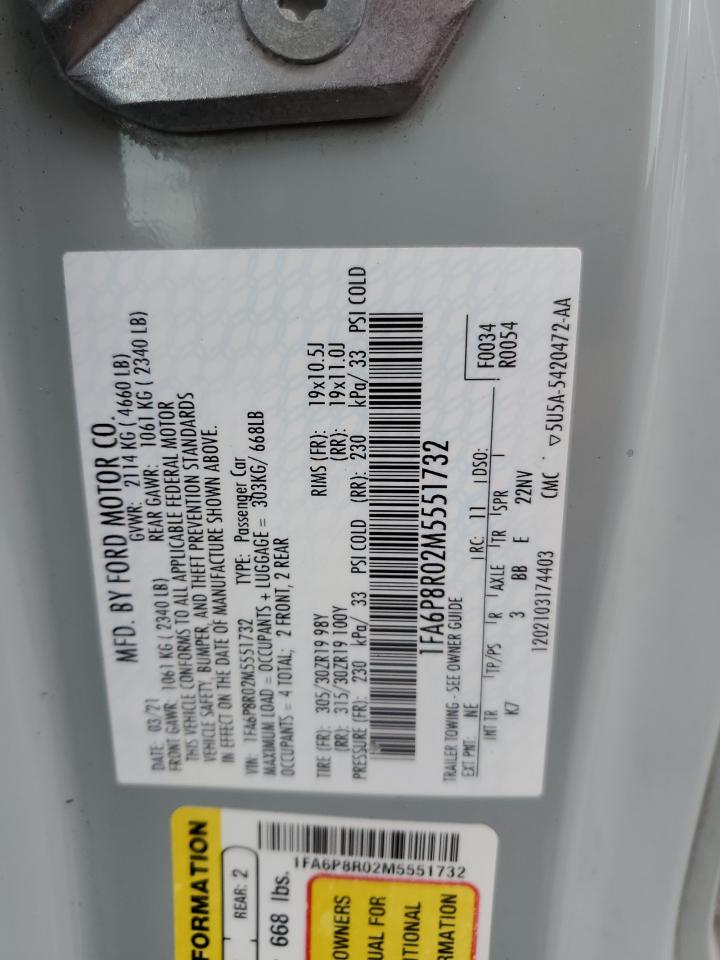 MFD. BY FORD MOTOR CO.
DATE: 03/21 GVWR: 2114 KG ( 4660 LB)
FRONT GAWR: 1061 KG ( 2340 LB) REAR GAWR: 1061 KG ( 2340 LB)
THIS VEHICLE CONFORMS TO ALL APPLICABLE FEDERAL MOTOR
VEHICLE SAFETY, BUMPER, AND THEFT PREVENTION STANDARDS
IN EFFECT ON THE DATE OF MANUFACTURE SHOWN ABOVE.
VIN: 1FA6P8R02M5551732 TYPE: Passenger Car
MAXIMUM LOAD = OCCUPANTS + LUGGAGE = 303KG/ 668LB
OCCUPANTS = 4 TOTAL; 2 FRONT, 2 REAR
TIRE (FR): 305/30ZR19 98Y RIMS (FR): 19x10.5J
(RR): 315/30ZR19 100Y (RR): 19x11.0J
PRESSURE (FR): 230 kPa/ 33 PSI COLD (RR): 230 kPa/ 33 PSI COLD
1FA6P8R02M5551732
TRAILER TOWING - SEE OWNER GUIDE
EXT PNT: NE RC: 11 DSO: F0034
R0054
INT TR TP/PS R AXLE TR SPR
K7 3 BB E 22NV
1202103174403 CMC ▽5U5A-5420472-AA
FORMATION
REAR: 2
668 lbs.
1FA6P8R02M5551732
OWNERS
UAL FOR
ITIONAL
RMATION